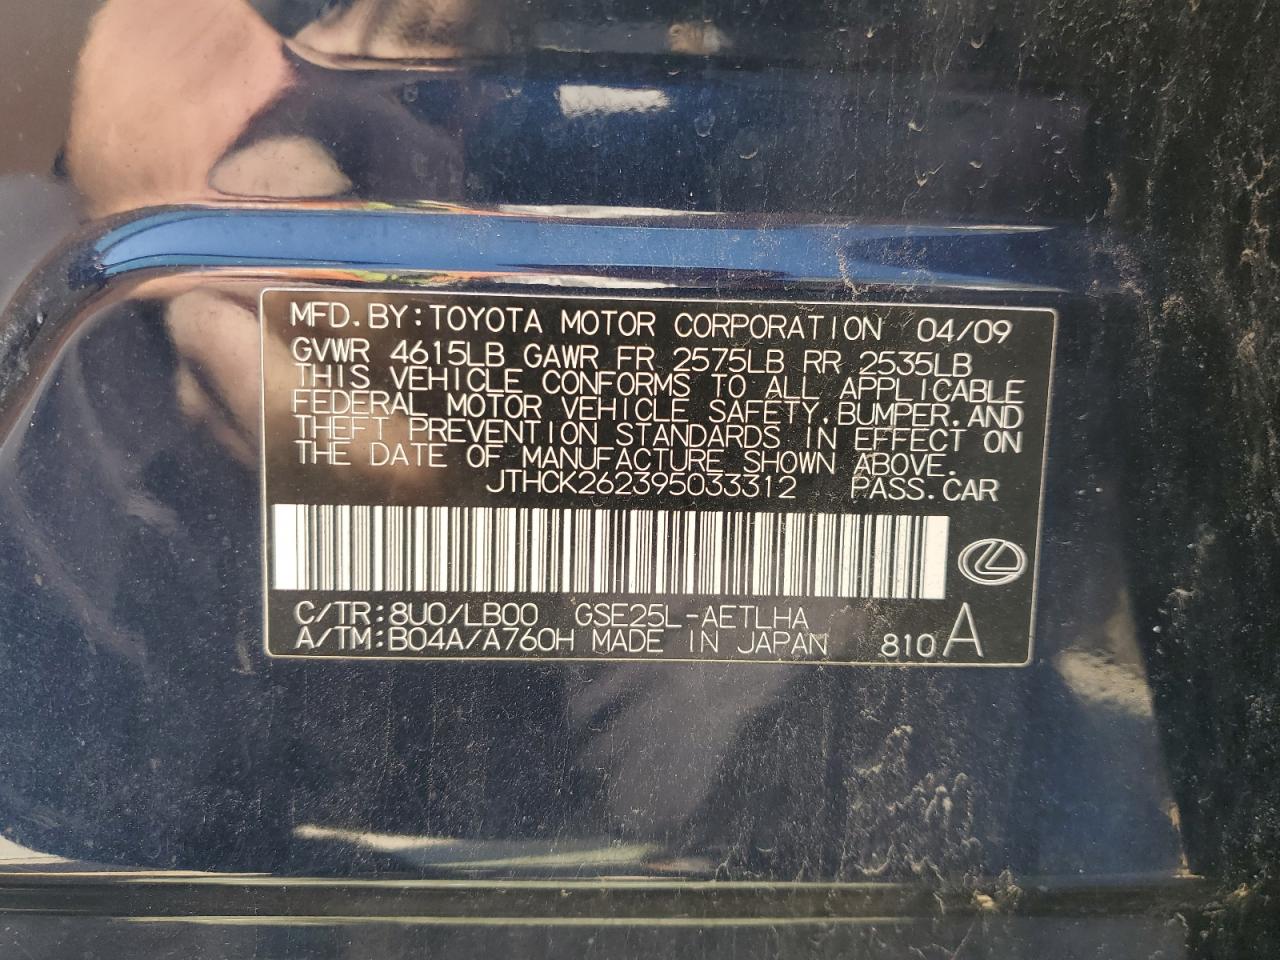 MFD.BY:TOYOTA MOTOR CORPORATION 04/09
GVWR 4615LB GAWR FR 2575LB RR 2535LB
THIS VEHICLE CONFORMS TO ALL APPLICABLE
FEDERAL MOTOR VEHICLE SAFETY,BUMPER,AND
THEFT PREVENTION STANDARDS IN EFFECT ON
THE DATE OF MANUFACTURE SHOWN ABOVE.
JTHCK262395033312 PASS.CAR
C/TR:8U0/LB00 GSE25L-AETLHA
A/TM:B04A/A760H MADE IN JAPAN 810 A